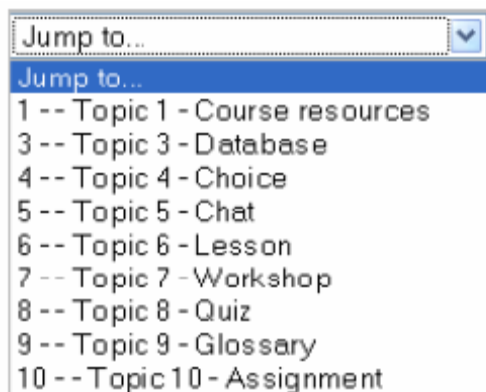 Jump to...
Jump to...
1 -- Topic 1 - Course resources
3 -- Topic 3 - Database
4 -- Topic 4 - Choice
5 -- Topic 5 - Chat
6 -- Topic 6 - Lesson
7 -- Topic 7 - Workshop
8 -- Topic 8 - Quiz
9 -- Topic 9 - Glossary
10 -- Topic 10 - Assignment